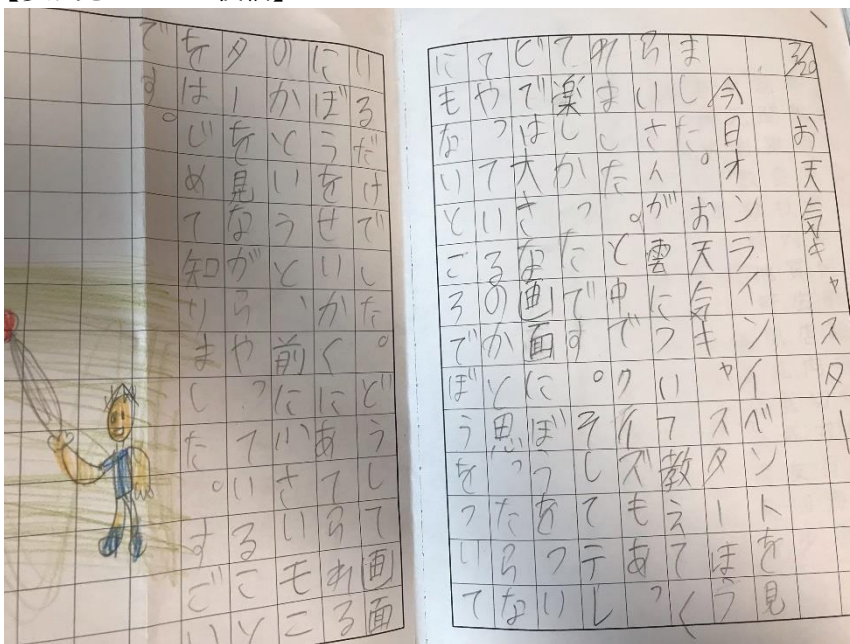 3/20 お天気キャスター
今日オンラインイベントを見
ました。お天気キャスターほう
らいさんが雲について教えてく
れました。と中でクイズもあっ
て楽しかったです。そしてテレ
ビでは大きな画面にぼうをつい
てやっているのかと思ったらな
にもないところでぼうをついて
いるだけでした。どうして画面
にぼうをせいかくにあてられる
のかというと、前に小さいモニ
ターを見ながらやっていること
をはじめて知りました。すごい
です。